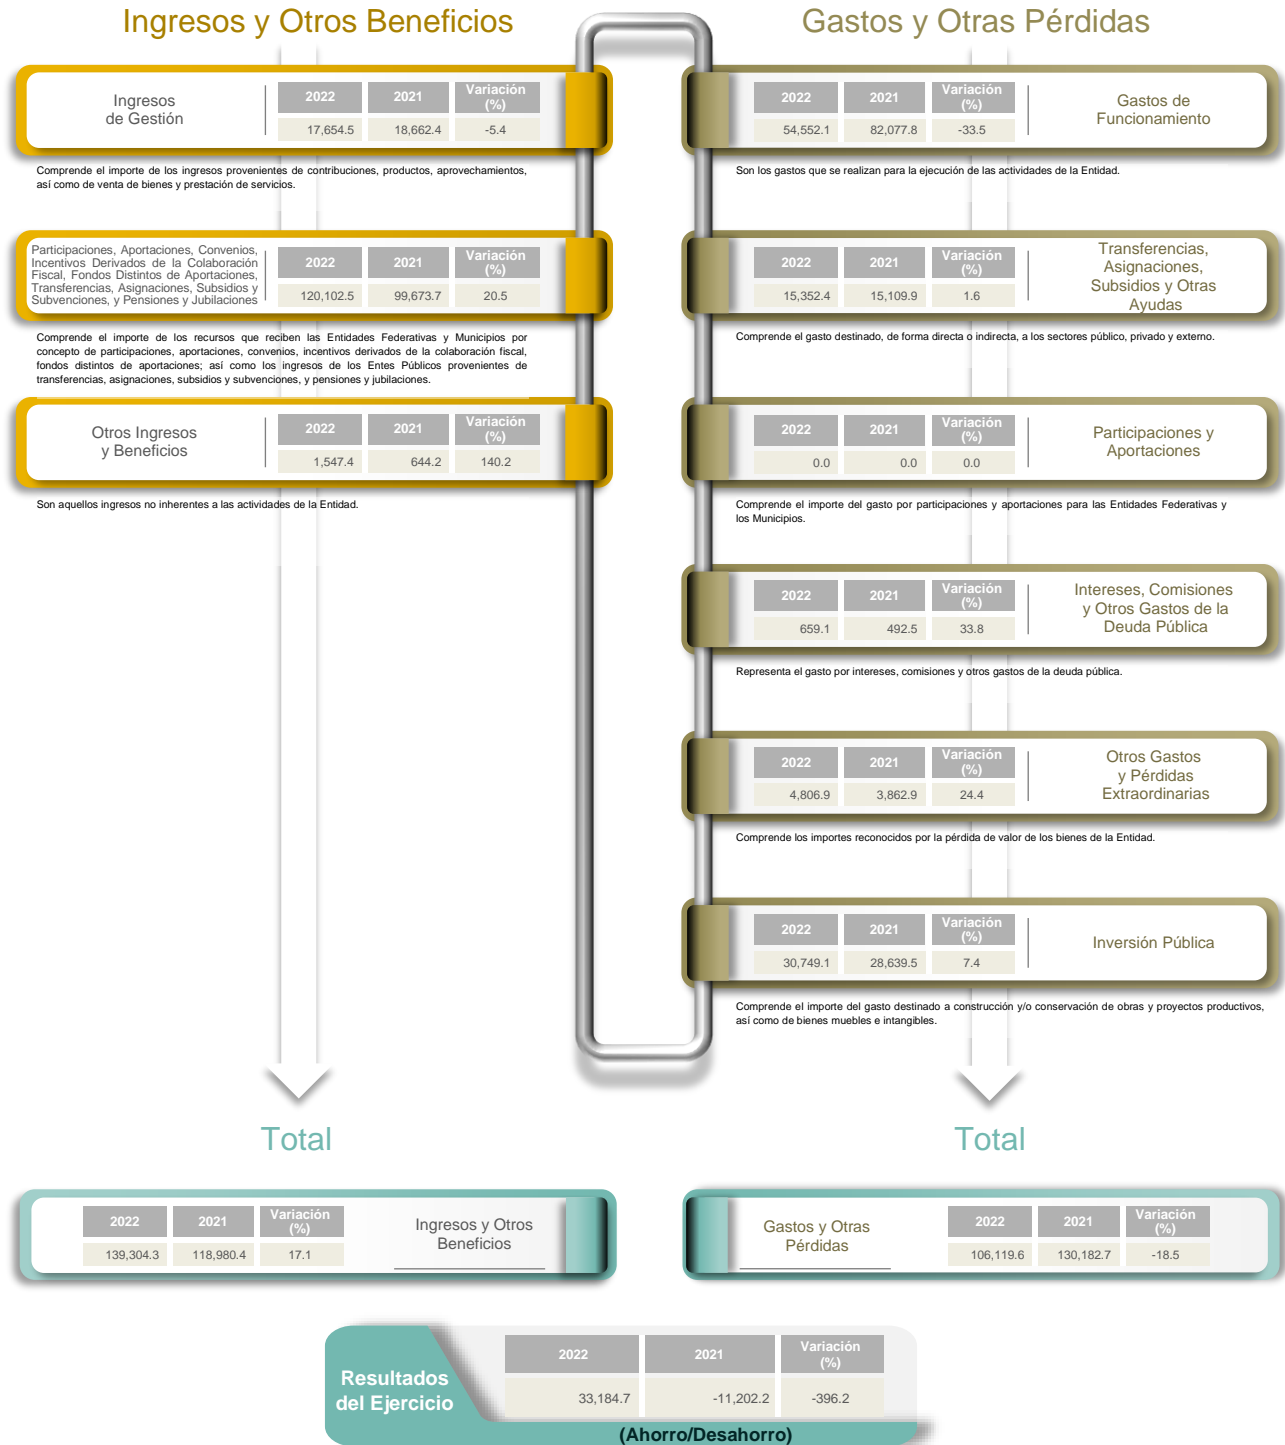 Ingresos y Otros Beneficios
Ingresos
de Gestión
2022 2021 Variación (%)
17,654.5 18,662.4 -5.4
Comprende el importe de los ingresos provenientes de contribuciones, productos, aprovechamientos,
así como de venta de bienes y prestación de servicios.
Participaciones, Aportaciones, Convenios,
Incentivos Derivados de la Colaboración
Fiscal, Fondos Distintos de Aportaciones,
Transferencias, Asignaciones, Subsidios y
Subvenciones, y Pensiones y Jubilaciones
2022 2021 Variación (%)
120,102.5 99,673.7 20.5
Comprende el importe de los recursos que reciben las Entidades Federativas y Municipios por
concepto de participaciones, aportaciones, convenios, incentivos derivados de la colaboración fiscal,
fondos distintos de aportaciones; así como los ingresos de los Entes Públicos provenientes de
transferencias, asignaciones, subsidios y subvenciones, y pensiones y jubilaciones.
Otros Ingresos
y Beneficios
2022 2021 Variación (%)
1,547.4 644.2 140.2
Son aquellos ingresos no inherentes a las actividades de la Entidad.
Gastos y Otras Pérdidas
2022 2021 Variación (%)
54,552.1 82,077.8 -33.5
Gastos de
Funcionamiento
Son los gastos que se realizan para la ejecución de las actividades de la Entidad.
2022 2021 Variación (%)
15,352.4 15,109.9 1.6
Transferencias,
Asignaciones,
Subsidios y Otras
Ayudas
Comprende el gasto destinado, de forma directa o indirecta, a los sectores público, privado y externo.
2022 2021 Variación (%)
0.0 0.0 0.0
Participaciones y
Aportaciones
Comprende el importe del gasto por participaciones y aportaciones para las Entidades Federativas y
los Municipios.
2022 2021 Variación (%)
659.1 492.5 33.8
Intereses, Comisiones
y Otros Gastos de la
Deuda Pública
Representa el gasto por intereses, comisiones y otros gastos de la deuda pública.
2022 2021 Variación (%)
4,806.9 3,862.9 24.4
Otros Gastos
y Pérdidas
Extraordinarias
Comprende los importes reconocidos por la pérdida de valor de los bienes de la Entidad.
2022 2021 Variación (%)
30,749.1 28,639.5 7.4
Inversión Pública
Comprende el importe del gasto destinado a construcción y/o conservación de obras y proyectos productivos,
así como de bienes muebles e intangibles.
Total
2022 2021 Variación (%)
139,304.3 118,980.4 17.1
Ingresos y Otros
Beneficios
Total
Gastos y Otras
Pérdidas
2022 2021 Variación (%)
106,119.6 130,182.7 -18.5
Resultados
del Ejercicio
2022 2021 Variación (%)
33,184.7 -11,202.2 -396.2
(Ahorro/Desahorro)